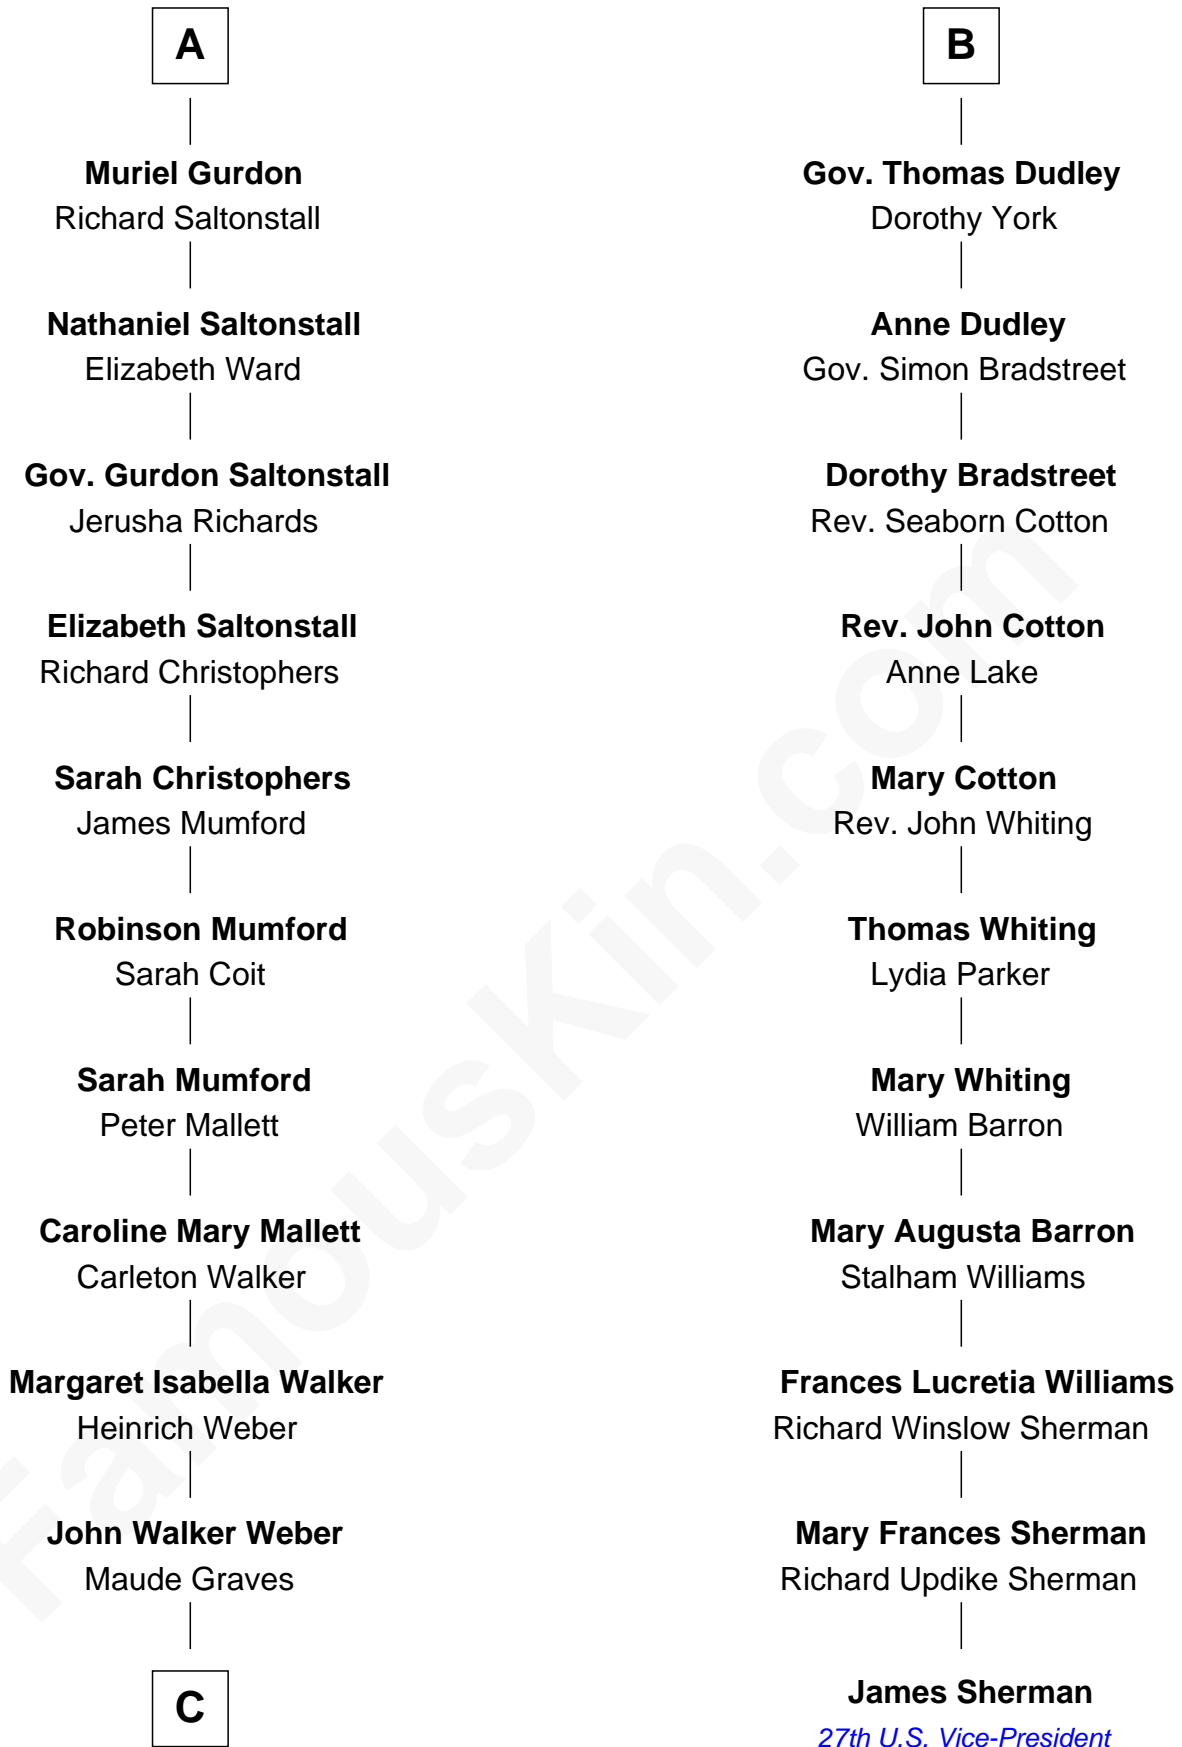 A
Muriel Gurdon
Richard Saltonstall
Nathaniel Saltonstall
Elizabeth Ward
Gov. Gurdon Saltonstall
Jerusha Richards
Elizabeth Saltonstall
Richard Christophers
Sarah Christophers
James Mumford
Robinson Mumford
Sarah Coit
Sarah Mumford
Peter Mallett
Caroline Mary Mallett
Carleton Walker
Margaret Isabella Walker
Heinrich Weber
John Walker Weber
Maude Graves
C
B
Gov. Thomas Dudley
Dorothy York
Anne Dudley
Gov. Simon Bradstreet
Dorothy Bradstreet
Rev. Seaborn Cotton
Rev. John Cotton
Anne Lake
Mary Cotton
Rev. John Whiting
Thomas Whiting
Lydia Parker
Mary Whiting
William Barron
Mary Augusta Barron
Stalham Williams
Frances Lucretia Williams
Richard Winslow Sherman
Mary Frances Sherman
Richard Updike Sherman
James Sherman
27th U.S. Vice-President
FamousKin.com